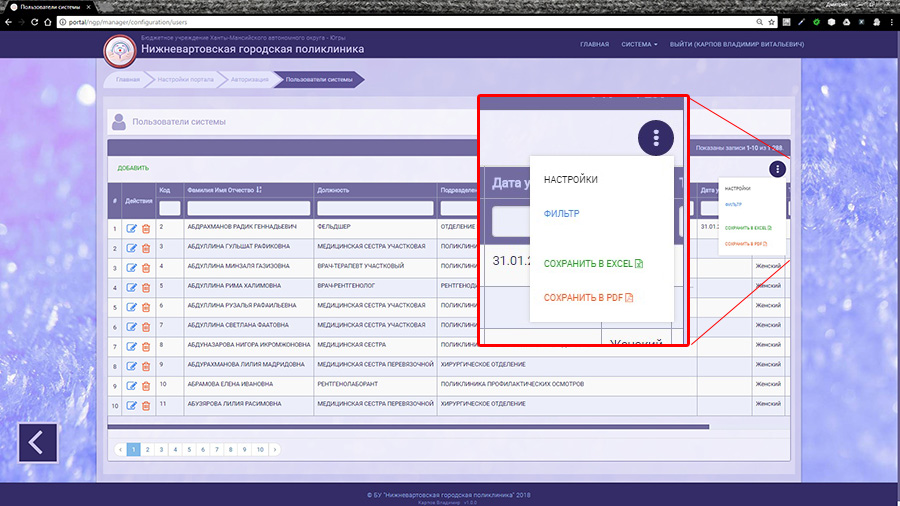 Пользователи системы
Дмитрий
portal/ngp/manager/configuration/users
Бюджетное учреждение Ханты-Мансийского автономного округа - Югры
Нижневартовская городская поликлиника
ГЛАВНАЯ СИСТЕМА ВЫЙТИ (КАРПОВ ВЛАДИМИР ВИТАЛЬЕВИЧ)
Главная Настройки портала Авторизация Пользователи системы
Пользователи системы
Показаны записи 1-10 из 1 288.
ДОБАВИТЬ
# Действия Код Фамилия Имя Отчество Должность Подразделен Дата у
1 2 АБДРАХМАНОВ РАДИК ГЕННАДЬЕВИЧ ФЕЛЬДШЕР ОТДЕЛЕНИЕ 31.01.2
2 3 АБДУЛЛИНА ГУЛЬШАТ РАФИКОВНА МЕДИЦИНСКАЯ СЕСТРА УЧАСТКОВАЯ ПОЛИКЛИНИ
3 4 АБДУЛЛИНА МИНЗАЛЯ ГАЗИЗОВНА ВРАЧ-ТЕРАПЕВТ УЧАСТКОВЫЙ ПОЛИКЛИНИ Женский
4 5 АБДУЛЛИНА РИМА ХАЛИМОВНА ВРАЧ-РЕНТГЕНОЛОГ РЕНТГЕНОДИ Женский
5 6 АБДУЛЛИНА РУЗАЛЬЯ РАФАИЛЬЕВНА МЕДИЦИНСКАЯ СЕСТРА УЧАСТКОВАЯ ПОЛИКЛИНИ Женский
6 7 АБДУЛЛИНА СВЕТЛАНА ФААТОВНА МЕДИЦИНСКАЯ СЕСТРА УЧАСТКОВАЯ ПОЛИКЛИНИ Женский
7 8 АБДУНАЗАРОВА НИГОРА ИКРОМЖОНОВНА МЕДИЦИНСКАЯ СЕСТРА ПОЛИКЛИНИ Женский
8 9 АБДУРАХМАНОВА ЛИЛИЯ МАДРИДОВНА МЕДИЦИНСКАЯ СЕСТРА ПЕРЕВЯЗОЧНОЙ ХИРУРГИЧЕСКОЕ ОТДЕЛЕНИЕ Женский
9 10 АБРАМОВА ЕЛЕНА ИВАНОВНА РЕНТГЕНОЛАБОРАНТ ПОЛИКЛИНИКА ПРОФИЛАКТИЧЕСКИХ ОСМОТРОВ Женский
10 11 АБУЗЯРОВА ЛИЛИЯ РАСИМОВНА МЕДИЦИНСКАЯ СЕСТРА ПЕРЕВЯЗОЧНОЙ ХИРУРГИЧЕСКОЕ ОТДЕЛЕНИЕ Женский
НАСТРОЙКИ
ФИЛЬТР
СОХРАНИТЬ В EXCEL
СОХРАНИТЬ В PDF
Дата у
31.01.2
НАСТРОЙКИ
ФИЛЬТР
СОХРАНИТЬ В EXCEL
СОХРАНИТЬ В PDF
Женский
‹ 1 2 3 4 5 6 7 8 9 10 ›
© БУ "Нижневартовская городская поликлиника" 2018
Карпов Владимир